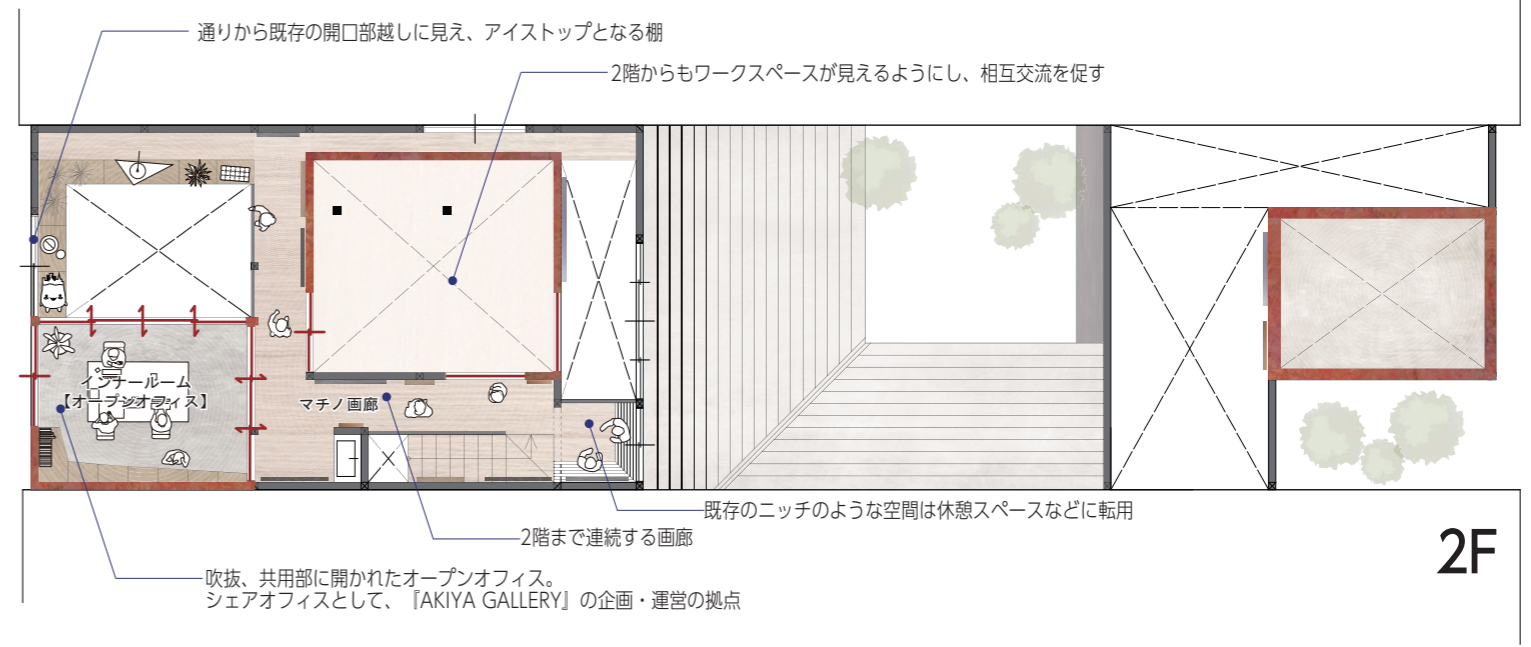 通りから既存の開口部越しに見え、アイストップとなる棚
2階からもワークスペースが見えるようにし、相互交流を促す
インナールーム
【オープンオフィス】
マチノ画廊
既存のニッチのような空間は休憩スペースなどに転用
2階まで連続する画廊
吹抜、共用部に開かれたオープンオフィス。
シェアオフィスとして、『AKIYA GALLERY』の企画・運営の拠点
2F